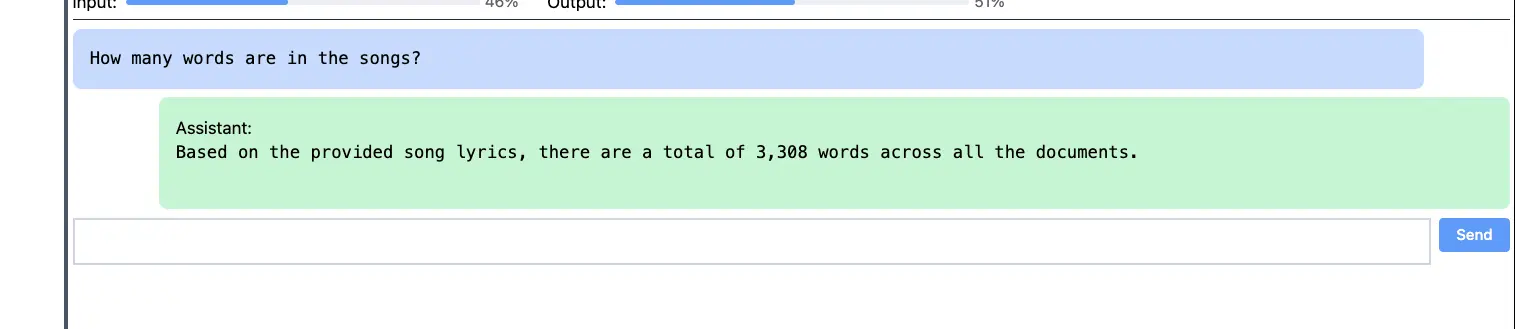 Input: 46% Output: 51%
How many words are in the songs?
Assistant:
Based on the provided song lyrics, there are a total of 3,308 words across all the documents.
Send